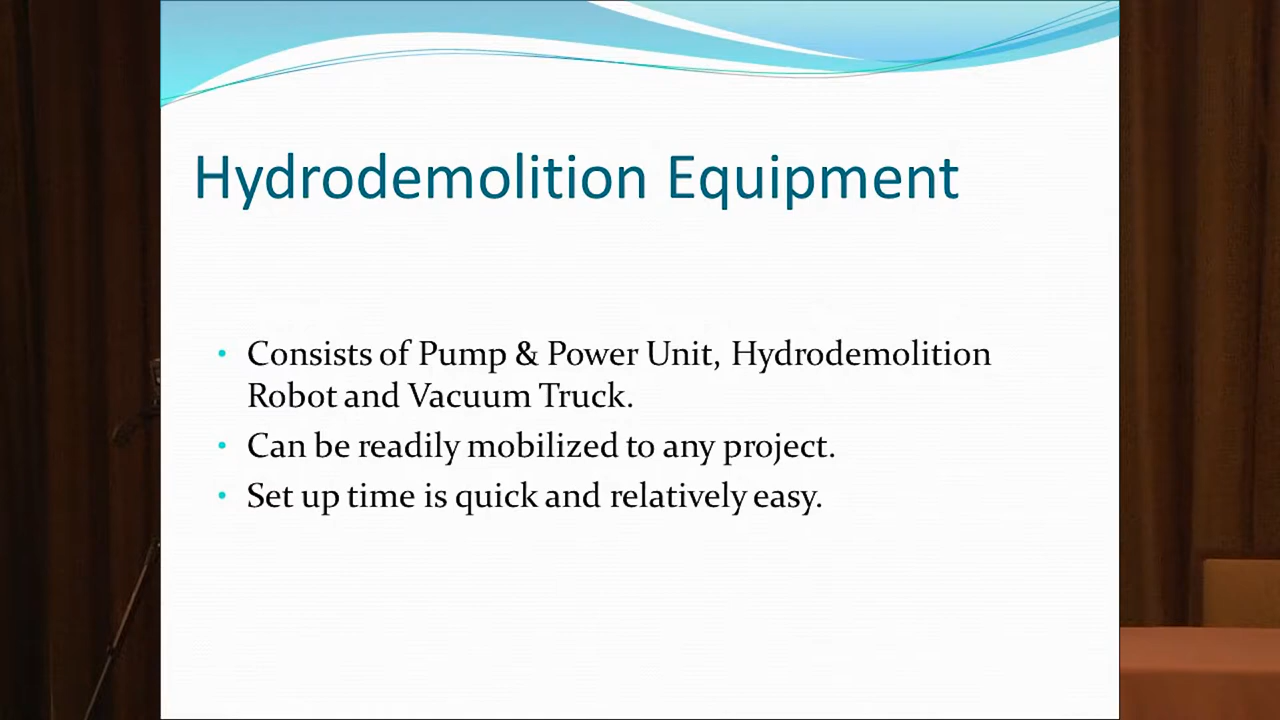 Hydrodemolition Equipment
• Consists of Pump & Power Unit, Hydrodemolition
Robot and Vacuum Truck.
• Can be readily mobilized to any project.
• Set up time is quick and relatively easy.